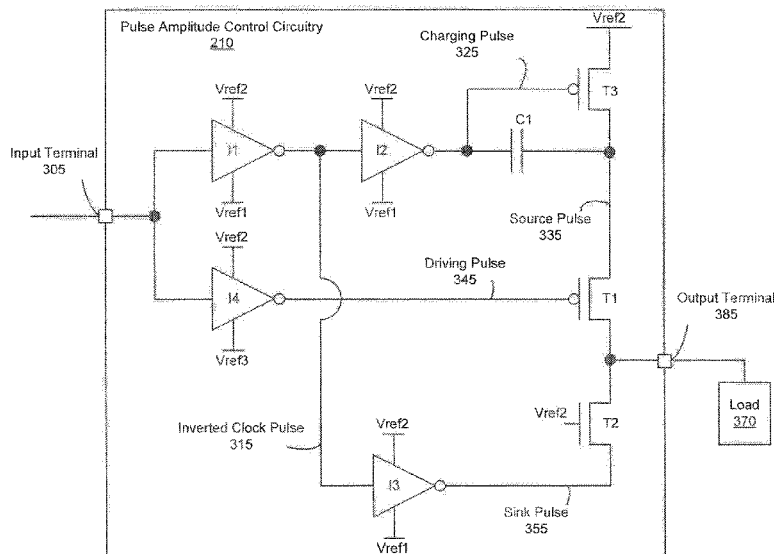 Pulse Amplitude Control Circuitry
210
Charging Pulse
325
Vref2
T3
Vref2
Vref2
C1
Input Terminal
305
I1
I2
Vref1
Vref1
Source Pulse
335
Vref2
Driving Pulse
345
I4
T1
Output Terminal
385
Vref3
Load
370
Vref2
T2
Inverted Clock Pulse
315
Vref2
I3
Sink Pulse
355
Vref1